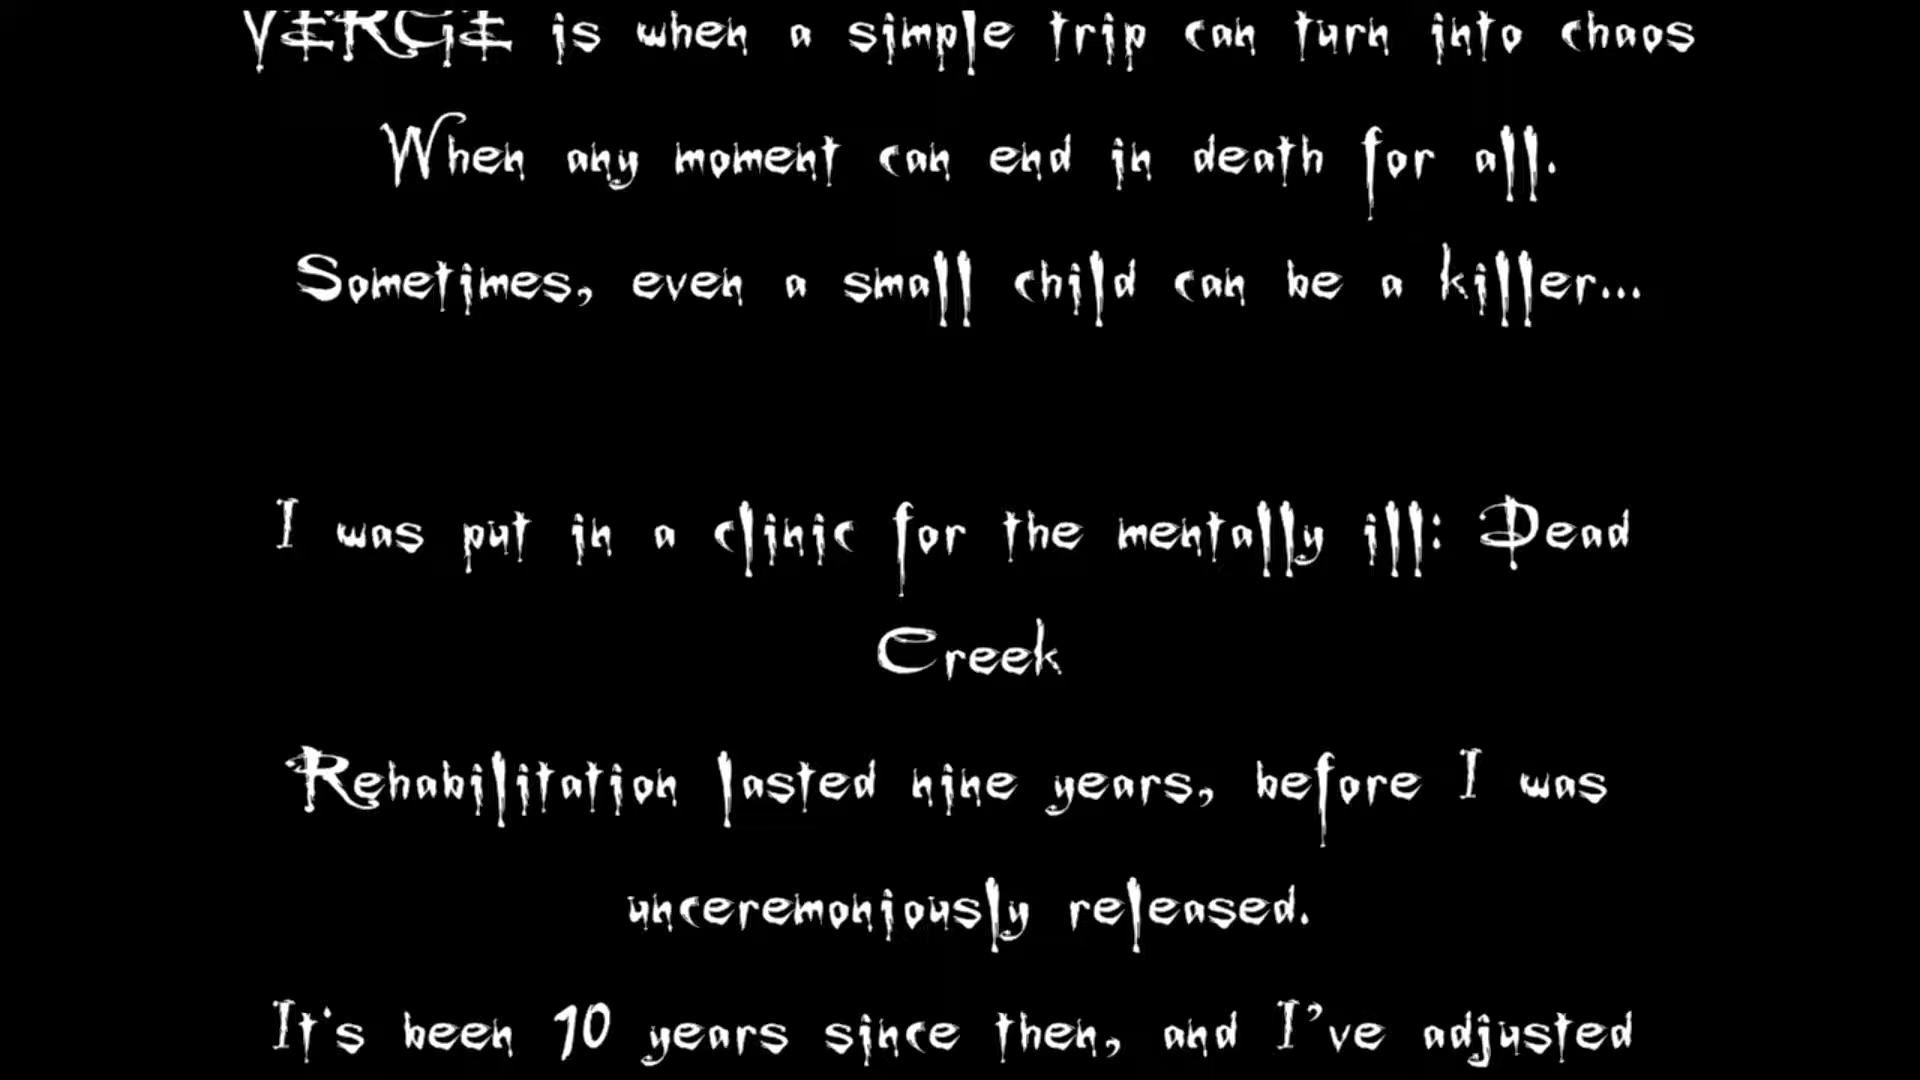 VERGE is when a simple trip can turn into chaos
When any moment can end in death for all.
Sometimes, even a small child can be a killer...
I was put in a clinic for the mentally ill: Dead
Creek
Rehabilitation lasted nine years, before I was
unceremoniously released.
It's been 10 years since then, and I've adjusted